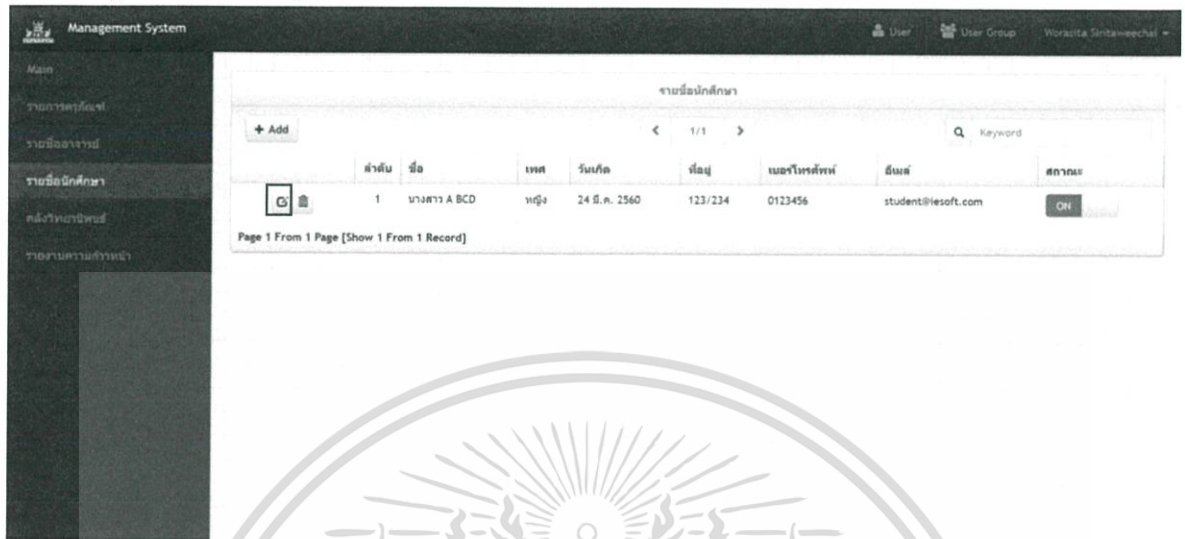 Management System
User User Group Worasita Siritaweechai
Main
รายการครุภัณฑ์
รายชื่ออาจารย์
รายชื่อนักศึกษา
คลังวิทยานิพนธ์
รายงานความก้าวหน้า
รายชื่อนักศึกษา
+ Add
1/1
Keyword
ลำดับ ชื่อ เพศ วันเกิด ที่อยู่ เบอร์โทรศัพท์ อีเมล์ สถานะ
1 นางสาว A BCD หญิง 24 มี.ค. 2560 123/234 0123456 student@iesoft.com ON
Page 1 From 1 Page [Show 1 From 1 Record]